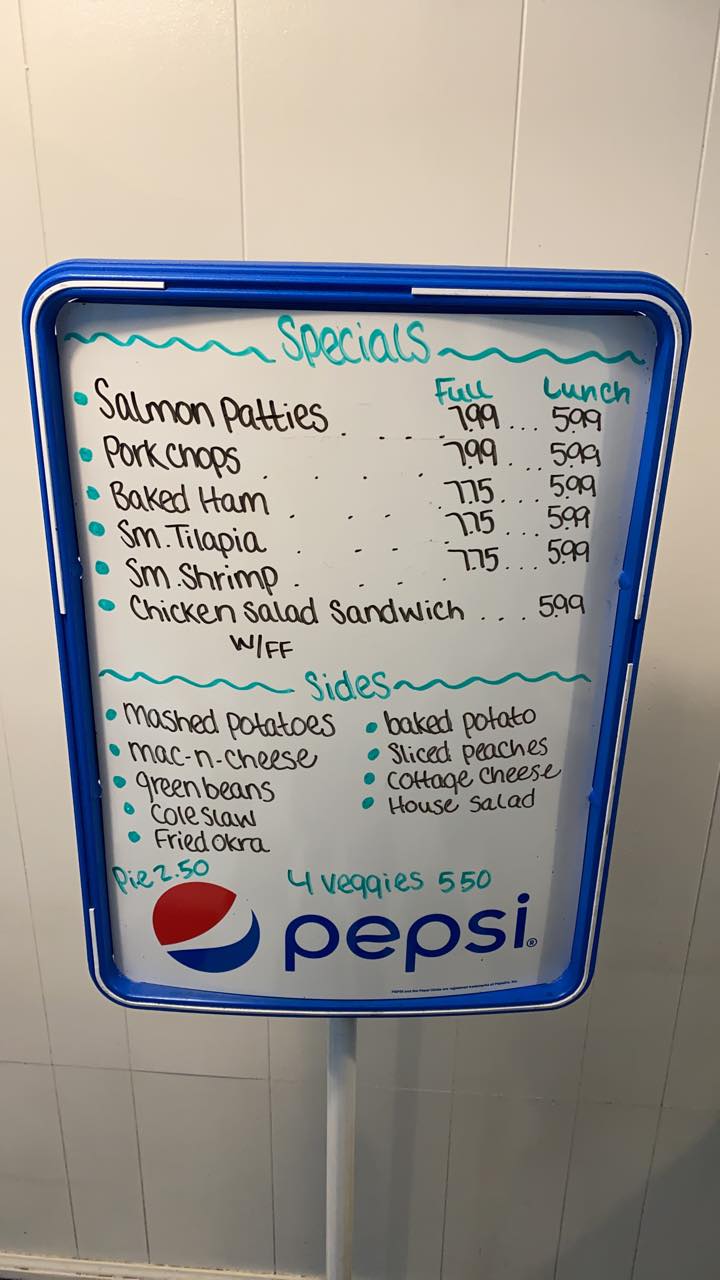 Specials
Full Lunch
Salmon Patties . . . . 7.99 ... 5.99
Pork chops . . . . 7.99 ... 5.99
Baked Ham . . . . 7.75 ... 5.99
Sm. Tilapia . . . 7.75 ... 5.99
Sm. Shrimp . . . . 7.75 ... 5.99
Chicken Salad Sandwich ... 5.99
W/FF
Sides
mashed potatoes
mac-n-cheese
green beans
Cole Slaw
Fried Okra
baked potato
Sliced peaches
Cottage cheese
House Salad
Pie 2.50
4 veggies 5 50
pepsi®